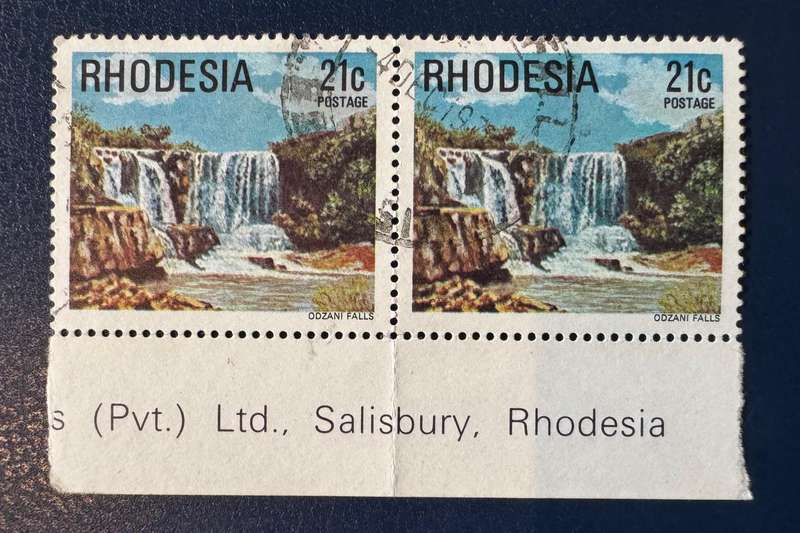 RHODESIA 21c
POSTAGE
ODZANI FALLS
RHODESIA 21c
POSTAGE
ODZANI FALLS
s (Pvt.) Ltd., Salisbury, Rhodesia